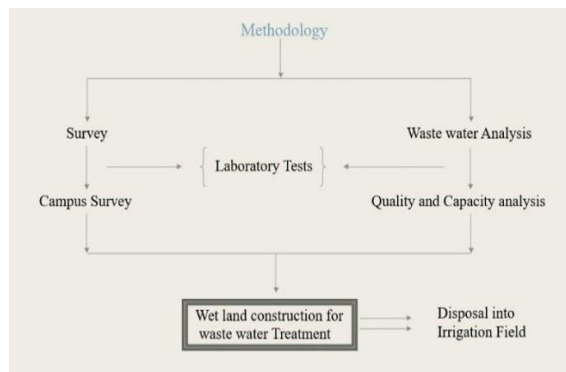 Methodology
Survey
Waste water Analysis
Laboratory Tests
Campus Survey
Quality and Capacity analysis
Wet land construction for
waste water Treatment
Disposal into
Irrigation Field